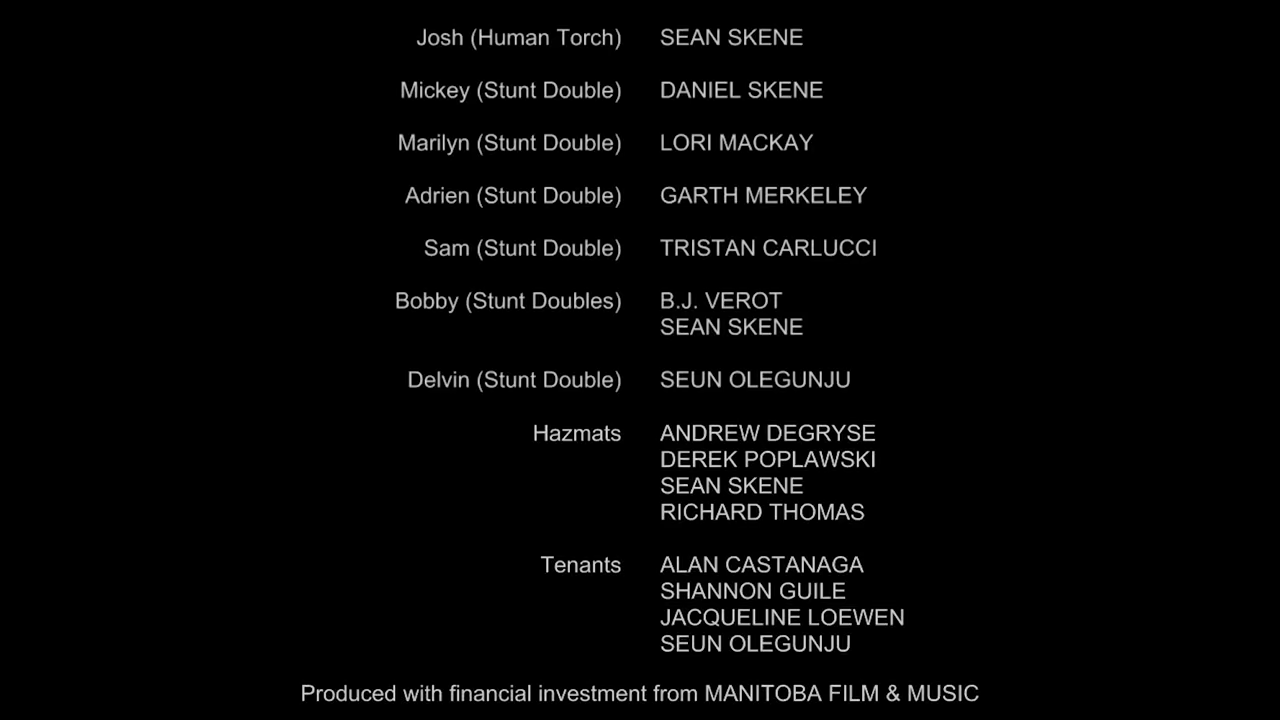 Josh (Human Torch) SEAN SKENE
Mickey (Stunt Double) DANIEL SKENE
Marilyn (Stunt Double) LORI MACKAY
Adrien (Stunt Double) GARTH MERKELEY
Sam (Stunt Double) TRISTAN CARLUCCI
Bobby (Stunt Doubles) B.J. VEROT
SEAN SKENE
Delvin (Stunt Double) SEUN OLEGUNJU
Hazmats ANDREW DEGRYSE
DEREK POPLAWSKI
SEAN SKENE
RICHARD THOMAS
Tenants ALAN CASTANAGA
SHANNON GUILE
JACQUELINE LOEWEN
SEUN OLEGUNJU
Produced with financial investment from MANITOBA FILM & MUSIC